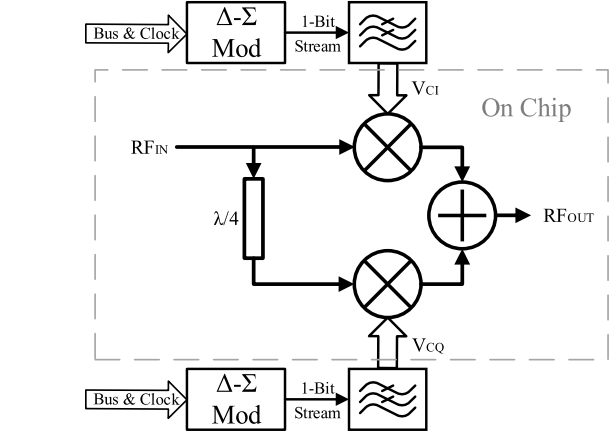 Bus & Clock
Δ-Σ
Mod
1-Bit
Stream
VCI
On Chip
RFIN
λ/4
RFOUT
VCQ
Bus & Clock
Δ-Σ
Mod
1-Bit
Stream